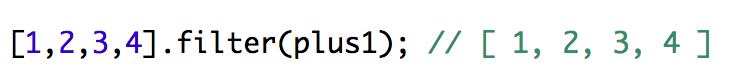 [1,2,3,4].filter(plus1); // [ 1, 2, 3, 4 ]